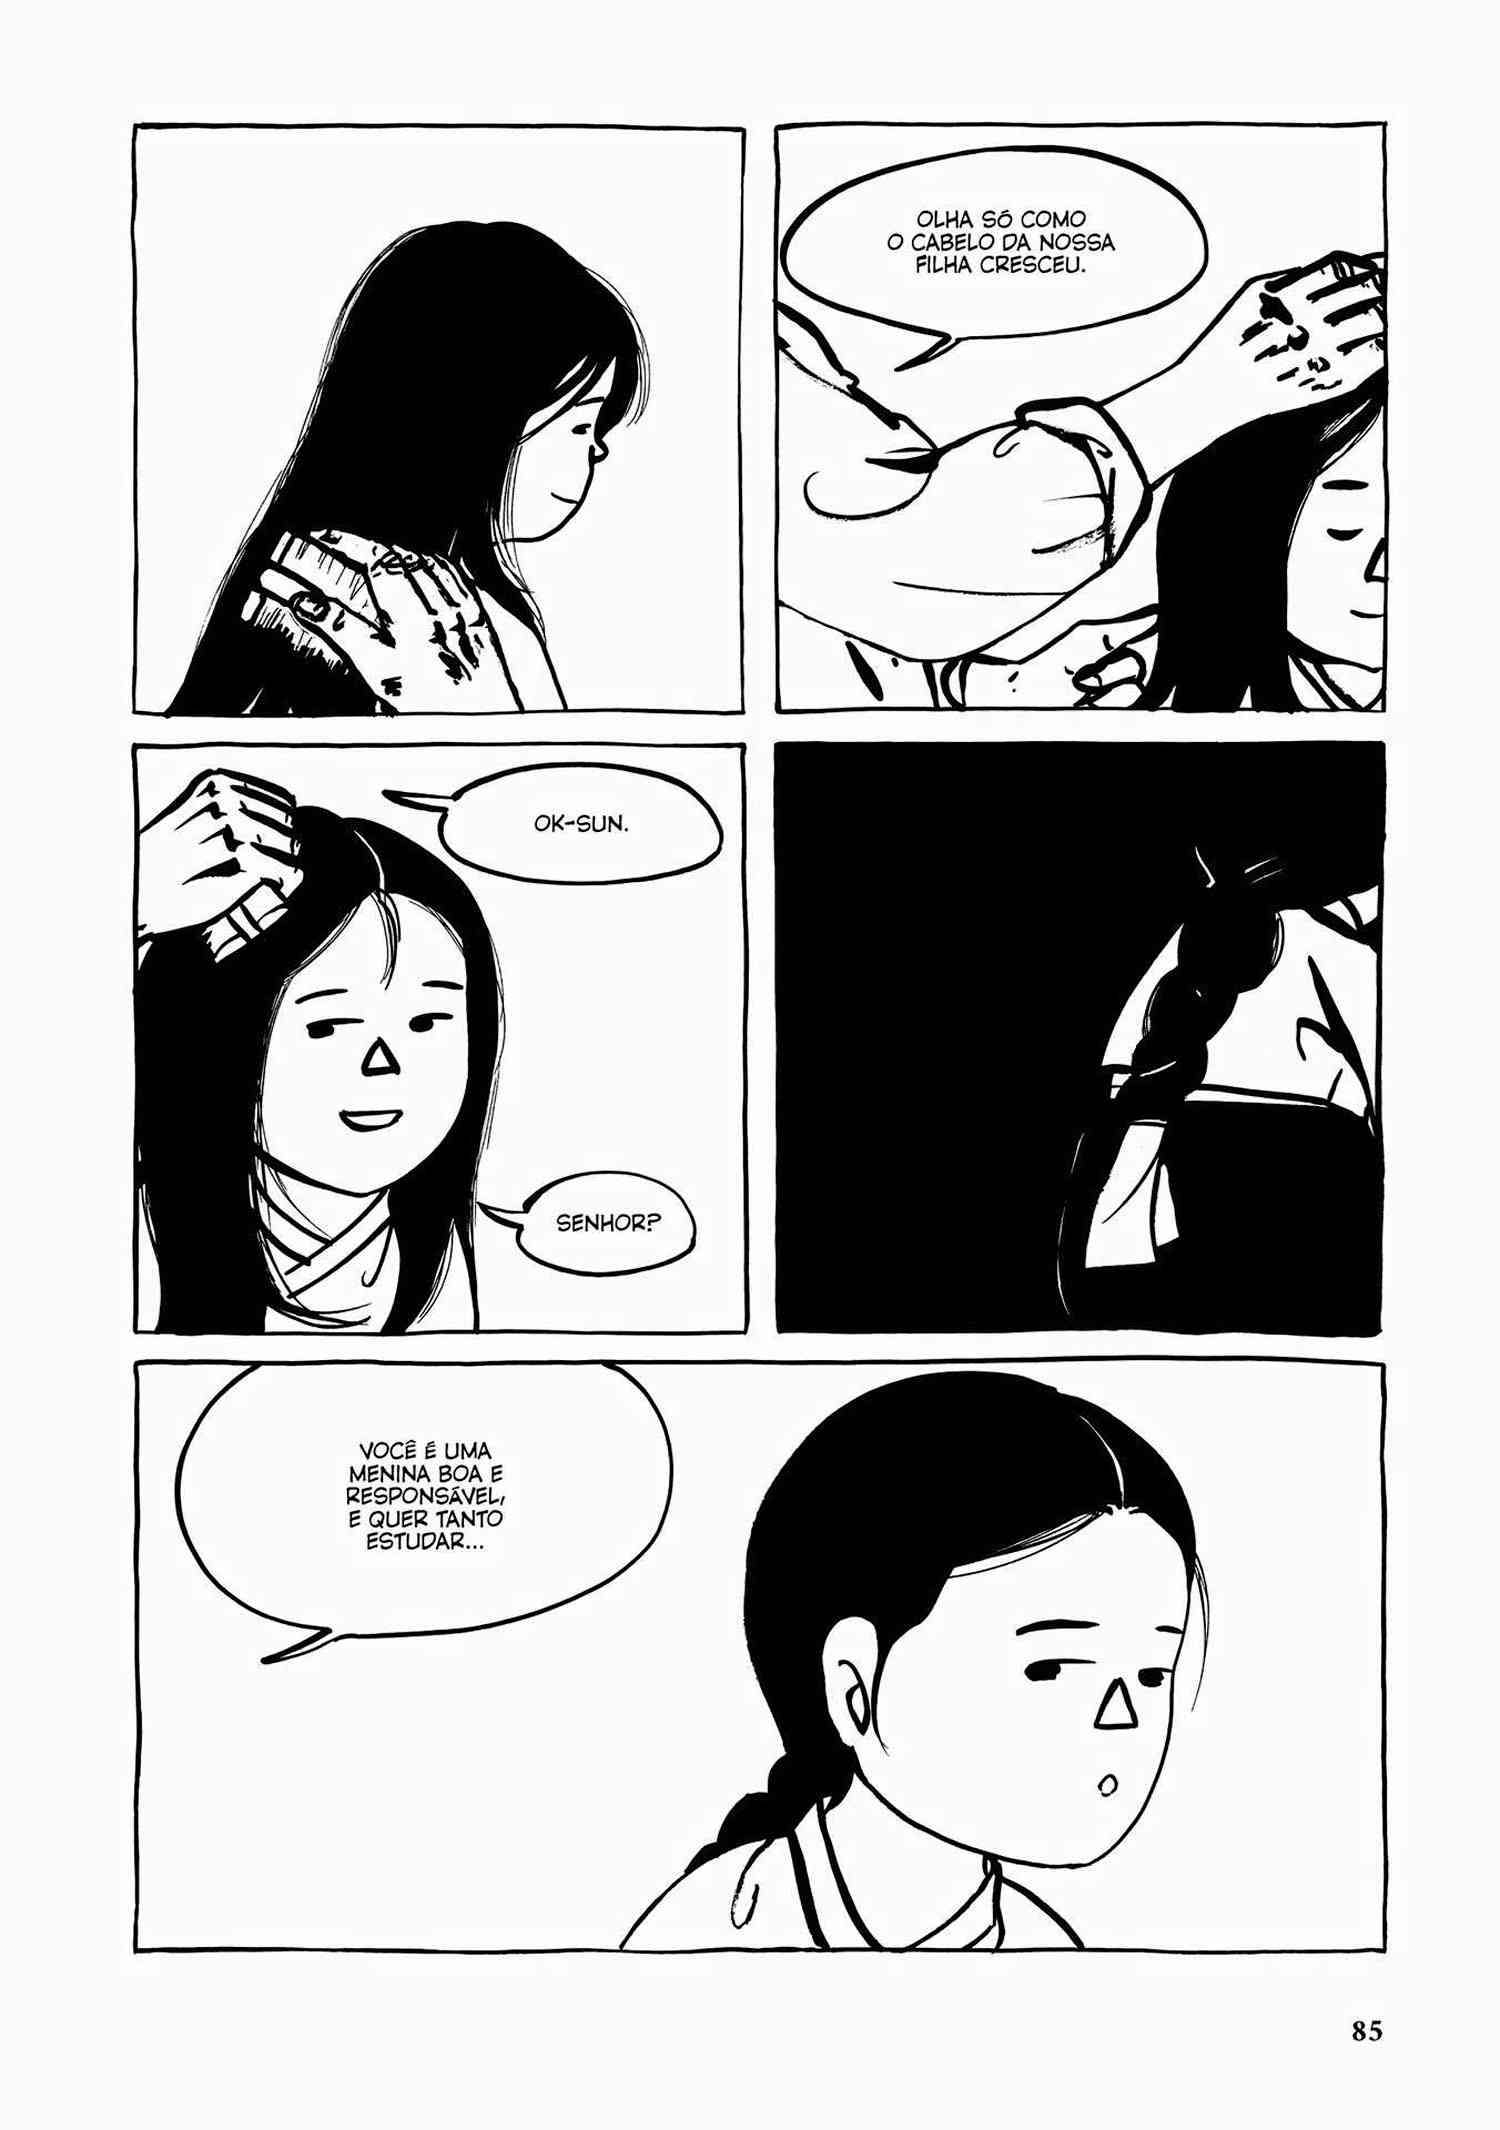 OLHA SÓ COMO
O CABELO DA NOSSA
FILHA CRESCEU.
OK-SUN.
SENHOR?
VOCÊ É UMA
MENINA BOA E
RESPONSÁVEL,
E QUER TANTO
ESTUDAR...
85